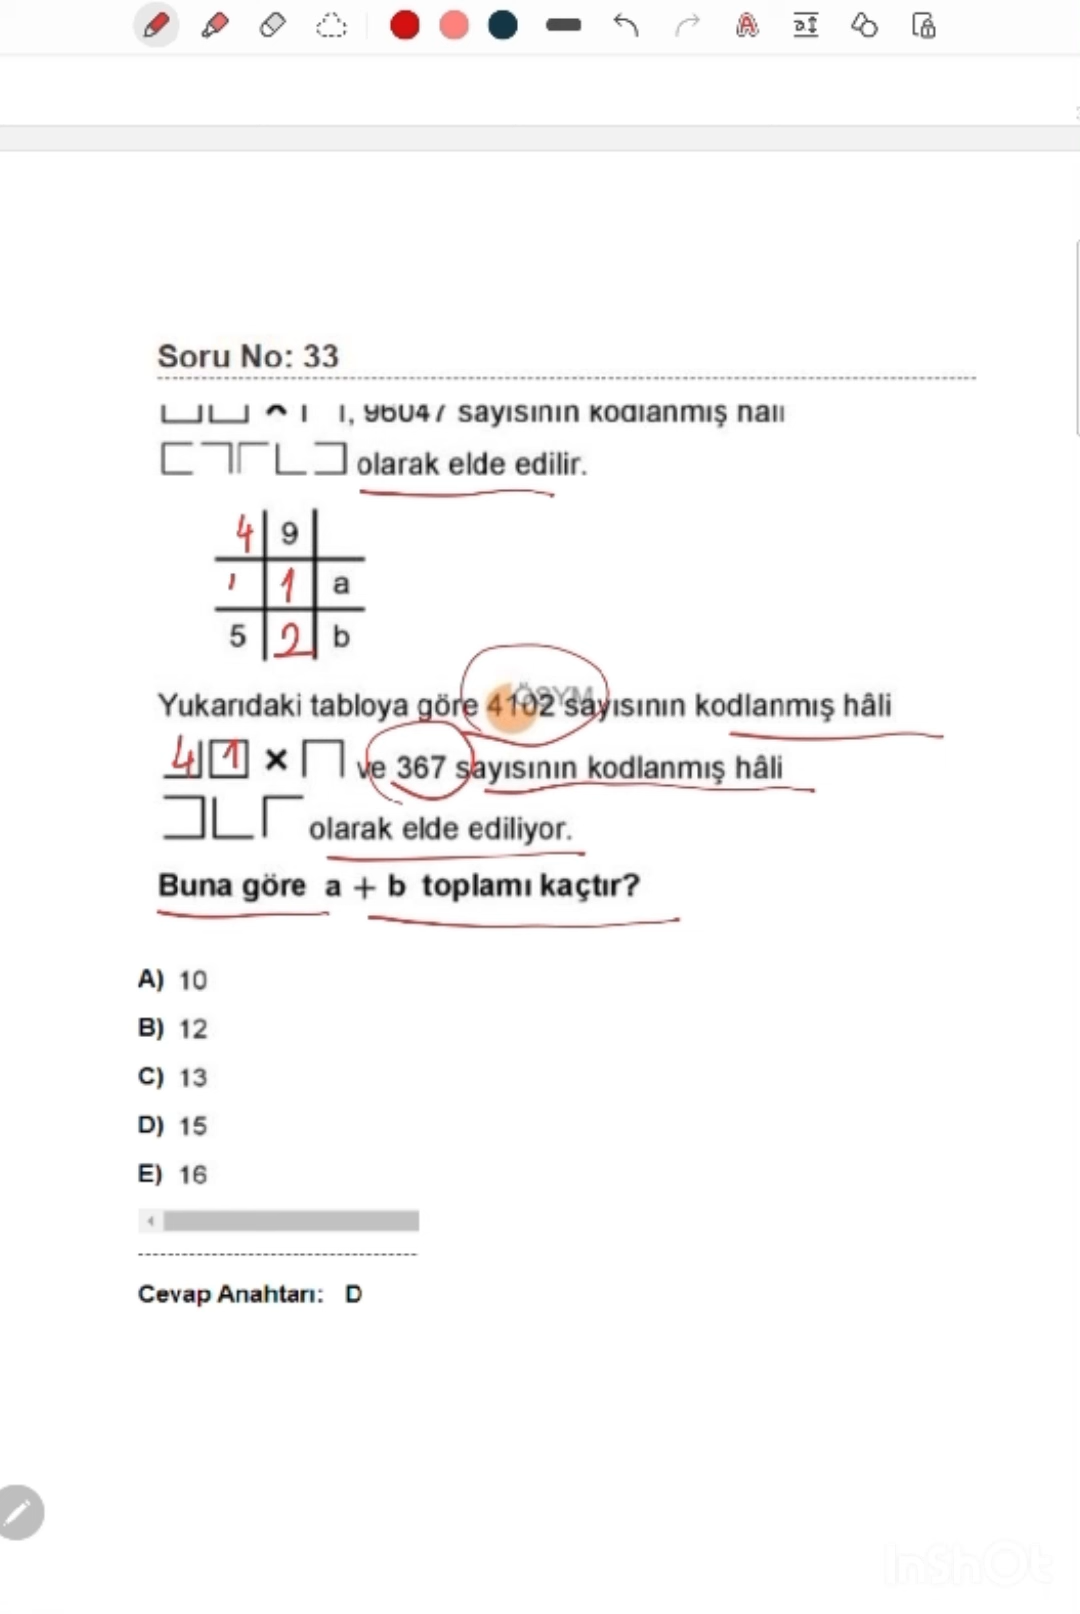 Soru No: 33
1, 96047 sayısının kodlanmış hali
olarak elde edilir.
4 9
1 a
5 2 b
ÖSYM
Yukarıdaki tabloya göre 4102 sayısının kodlanmış hâli
4 1 × ve 367 sayısının kodlanmış hâli
olarak elde ediliyor.
Buna göre a + b toplamı kaçtır?
A) 10
B) 12
C) 13
D) 15
E) 16
Cevap Anahtarı: D
InShOt